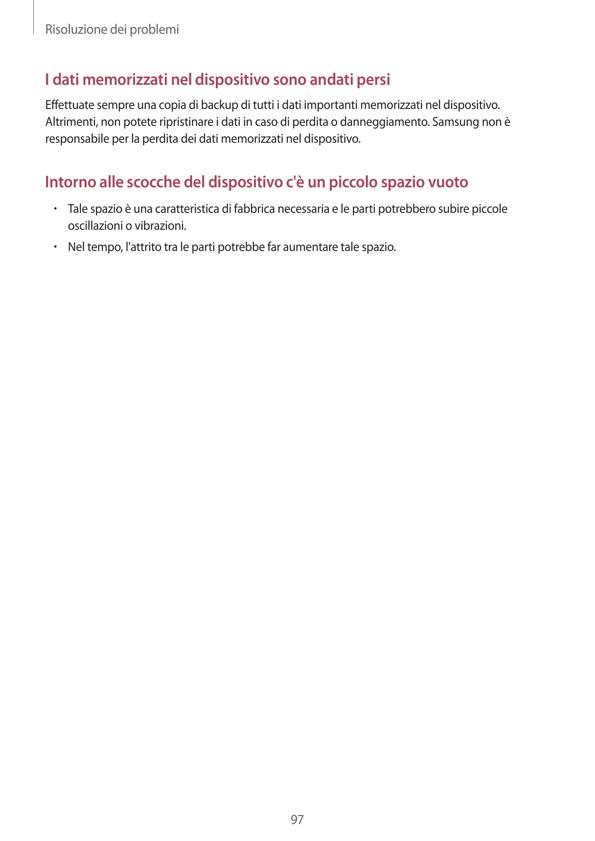 Risoluzione dei problemi
I dati memorizzati nel dispositivo sono andati persi
Effettuate sempre una copia di backup di tutti i dati importanti memorizzati nel dispositivo.
Altrimenti, non potete ripristinare i dati in caso di perdita o danneggiamento. Samsung non è
responsabile per la perdita dei dati memorizzati nel dispositivo.
Intorno alle scocche del dispositivo c'è un piccolo spazio vuoto
• Tale spazio è una caratteristica di fabbrica necessaria e le parti potrebbero subire piccole
oscillazioni o vibrazioni.
• Nel tempo, l'attrito tra le parti potrebbe far aumentare tale spazio.
97